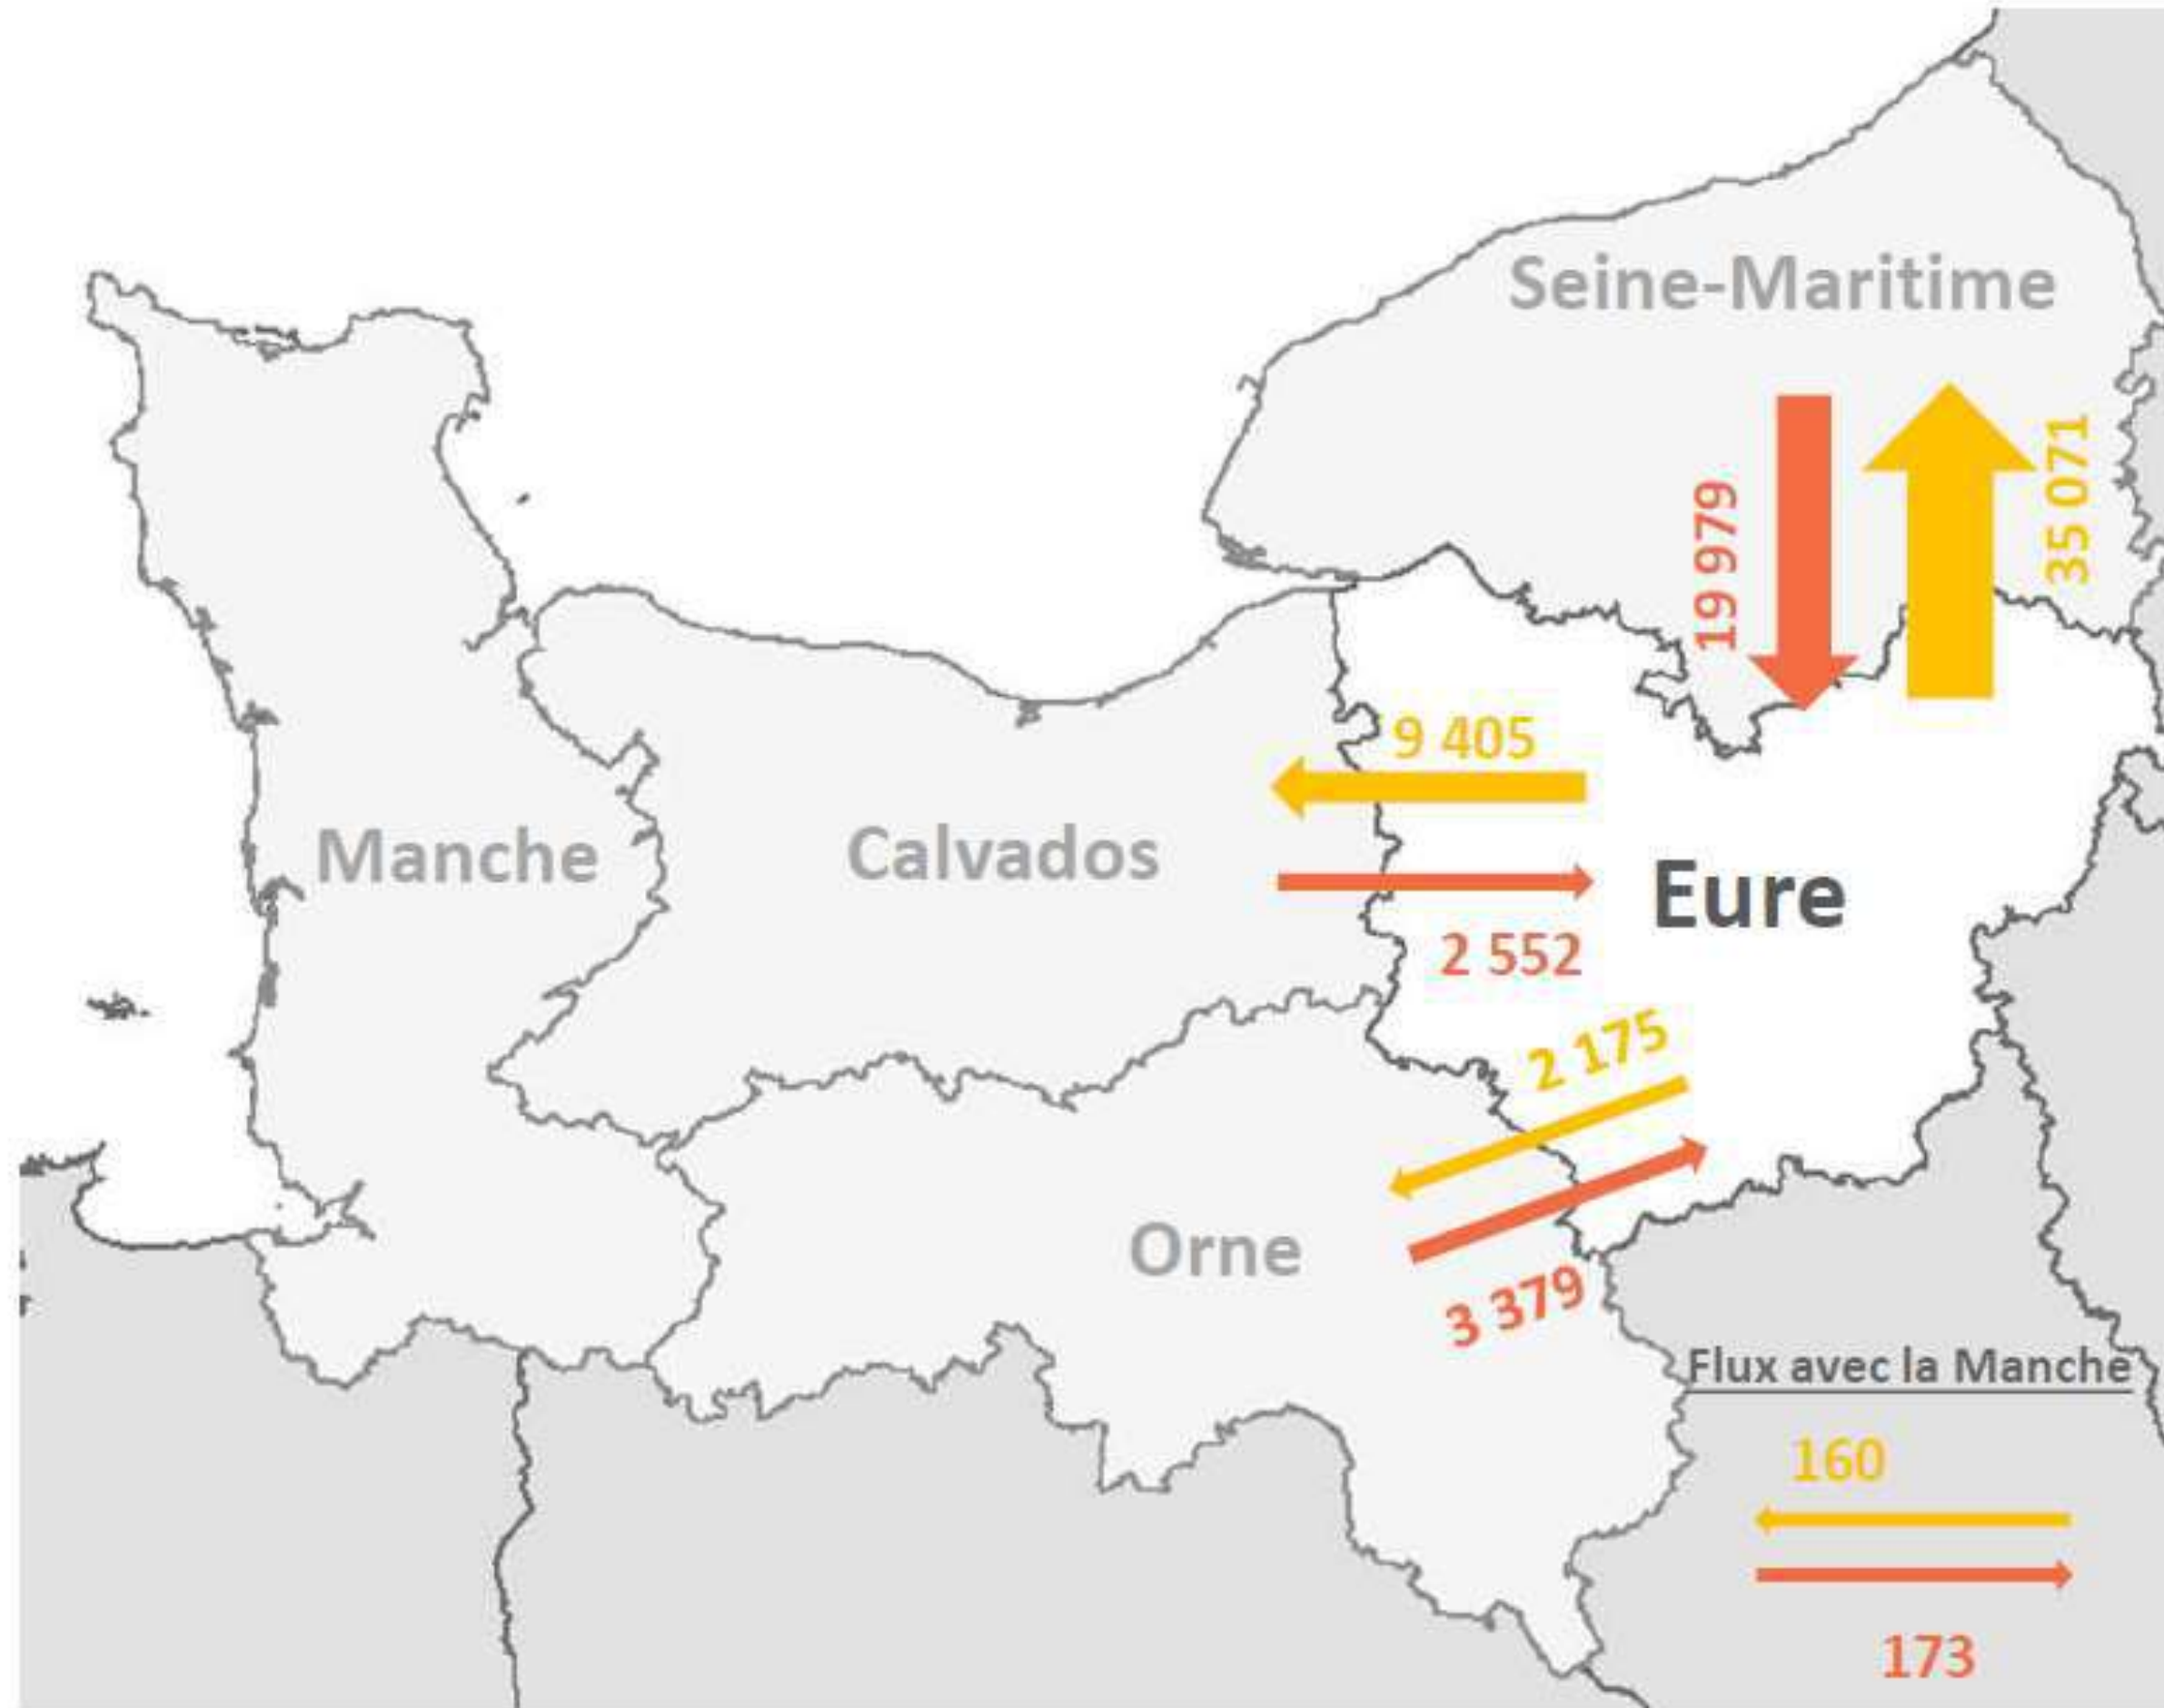 Seine-Maritime
19 979
35 071
9 405
Manche
Calvados
Eure
2 552
2 175
Orne
3 379
Flux avec la Manche
160
173